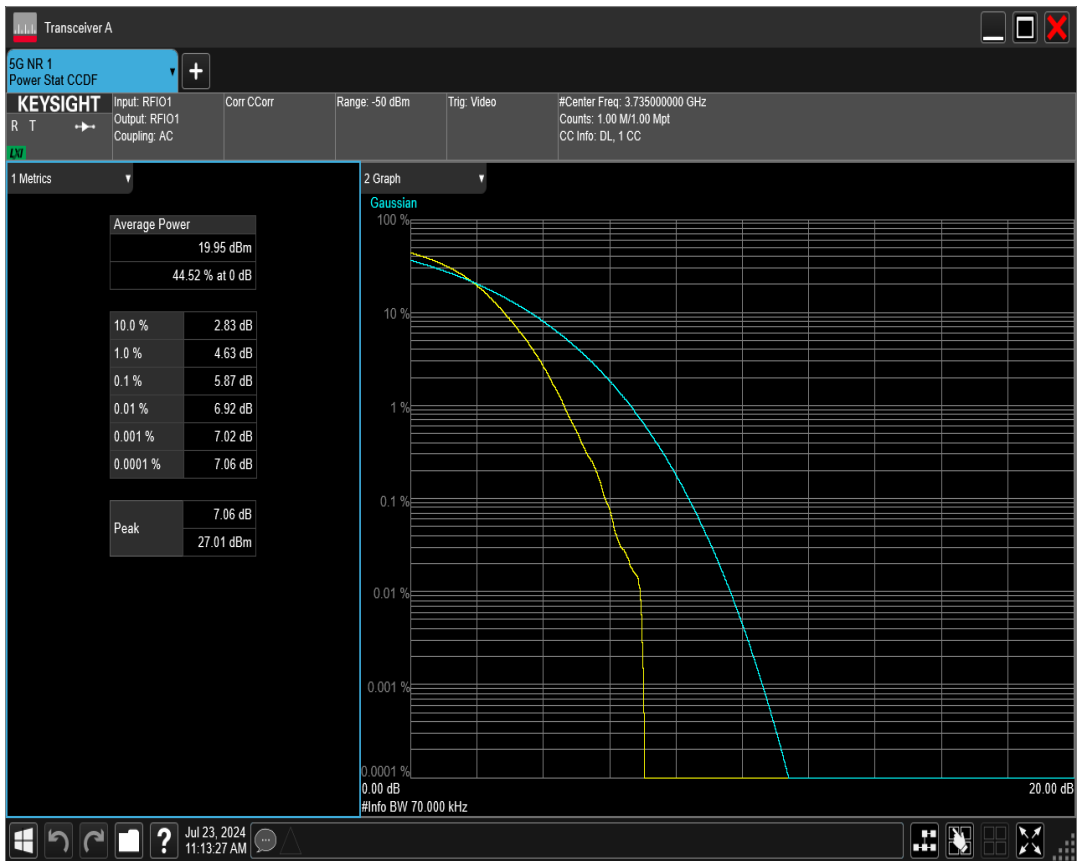 Transceiver A
5G NR 1
Power Stat CCDF
+
KEYSIGHT
R T
LXI
Input: RFIO1
Output: RFIO1
Coupling: AC
Corr CCorr
Range: -50 dBm
Trig: Video
#Center Freq: 3.735000000 GHz
Counts: 1.00 M/1.00 Mpt
CC Info: DL, 1 CC
1 Metrics
Average Power
19.95 dBm
44.52 % at 0 dB
10.0 % 2.83 dB
1.0 % 4.63 dB
0.1 % 5.87 dB
0.01 % 6.92 dB
0.001 % 7.02 dB
0.0001 % 7.06 dB
Peak
7.06 dB
27.01 dBm
2 Graph
Gaussian
100 %
10 %
1 %
0.1 %
0.01 %
0.001 %
0.0001 %
0.00 dB 20.00 dB
#Info BW 70.000 kHz
?
Jul 23, 2024
11:13:27 AM